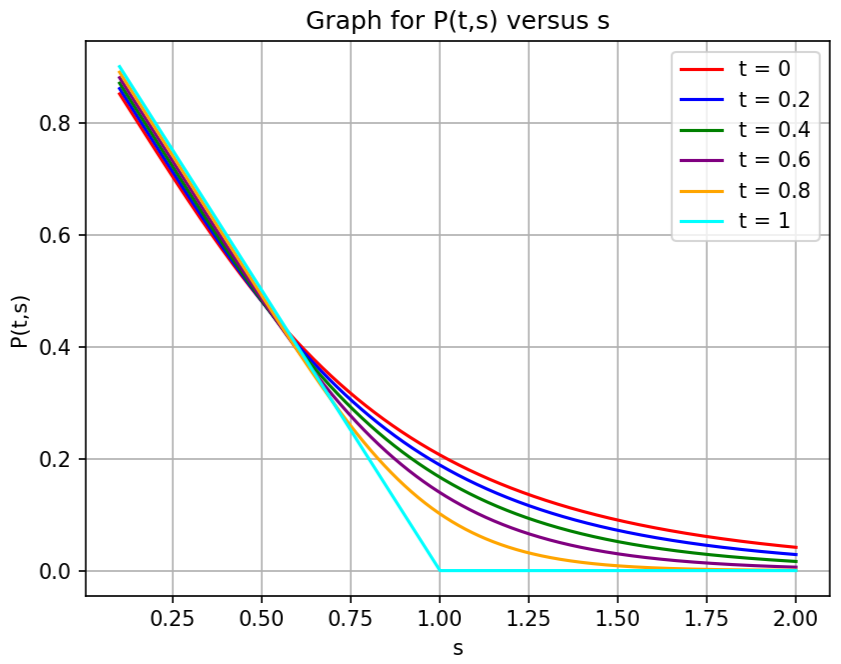 Graph for P(t,s) versus s
t = 0
t = 0.2
t = 0.4
t = 0.6
t = 0.8
t = 1
P(t,s)
0.8
0.6
0.4
0.2
0.0
0.25 0.50 0.75 1.00 1.25 1.50 1.75 2.00
s